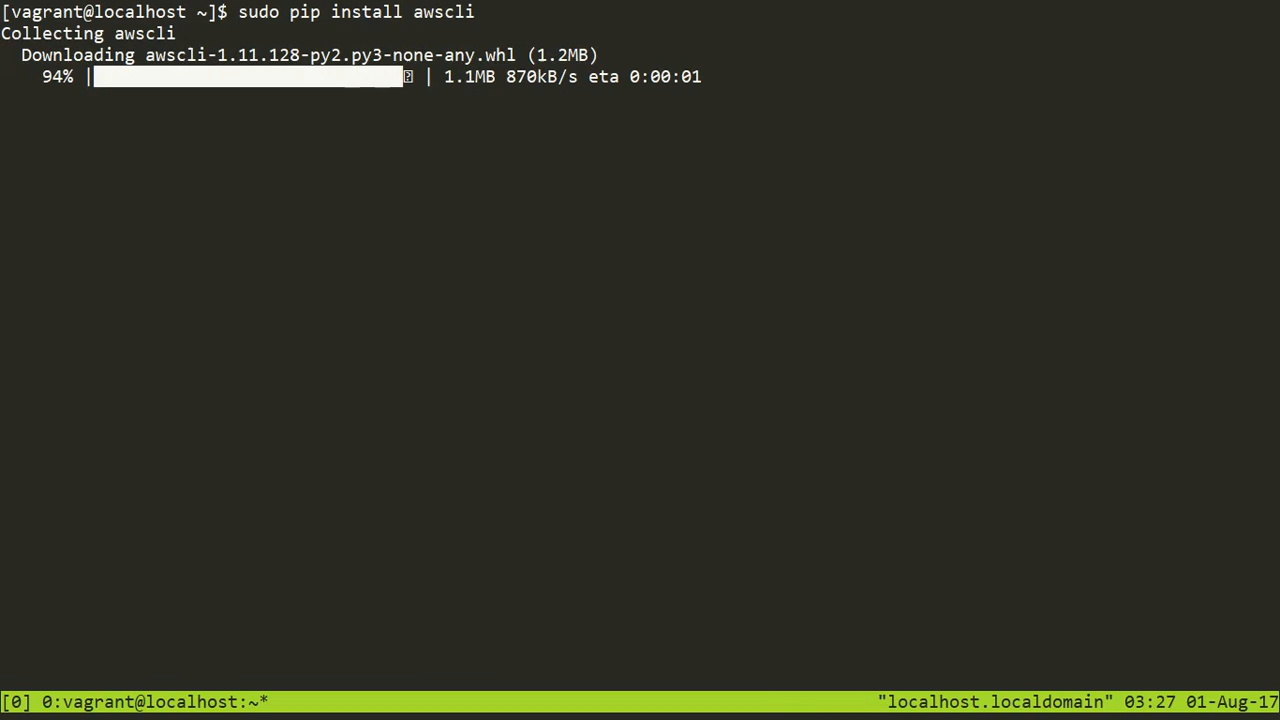 [vagrant@localhost ~]$ sudo pip install awscli
Collecting awscli
  Downloading awscli-1.11.128-py2.py3-none-any.whl (1.2MB)
    94% | | 1.1MB 870kB/s eta 0:00:01
[0] 0:vagrant@localhost:~* "localhost.localdomain" 03:27 01-Aug-17